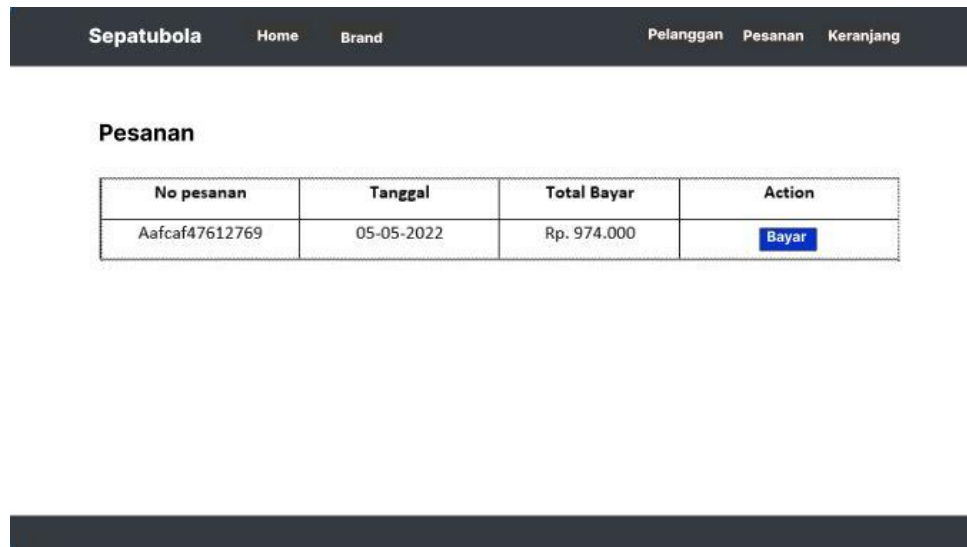 Sepatubola Home Brand Pelanggan Pesanan Keranjang
Pesanan
No pesanan Tanggal Total Bayar Action
Aafcaf47612769 05-05-2022 Rp. 974.000 Bayar